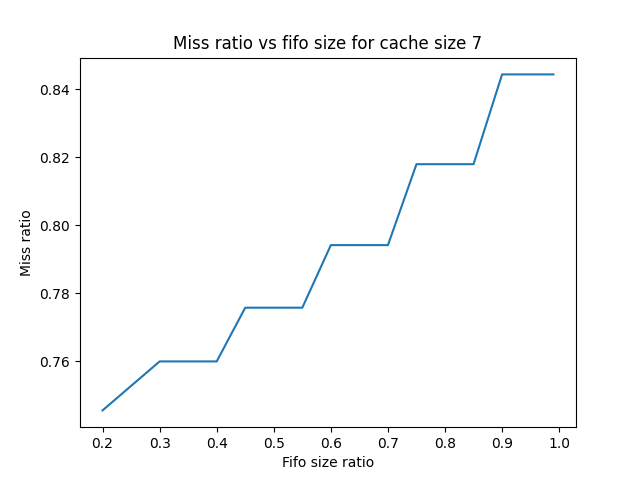 Miss ratio vs fifo size for cache size 7
Miss ratio
0.84
0.82
0.80
0.78
0.76
0.2 0.3 0.4 0.5 0.6 0.7 0.8 0.9 1.0
Fifo size ratio